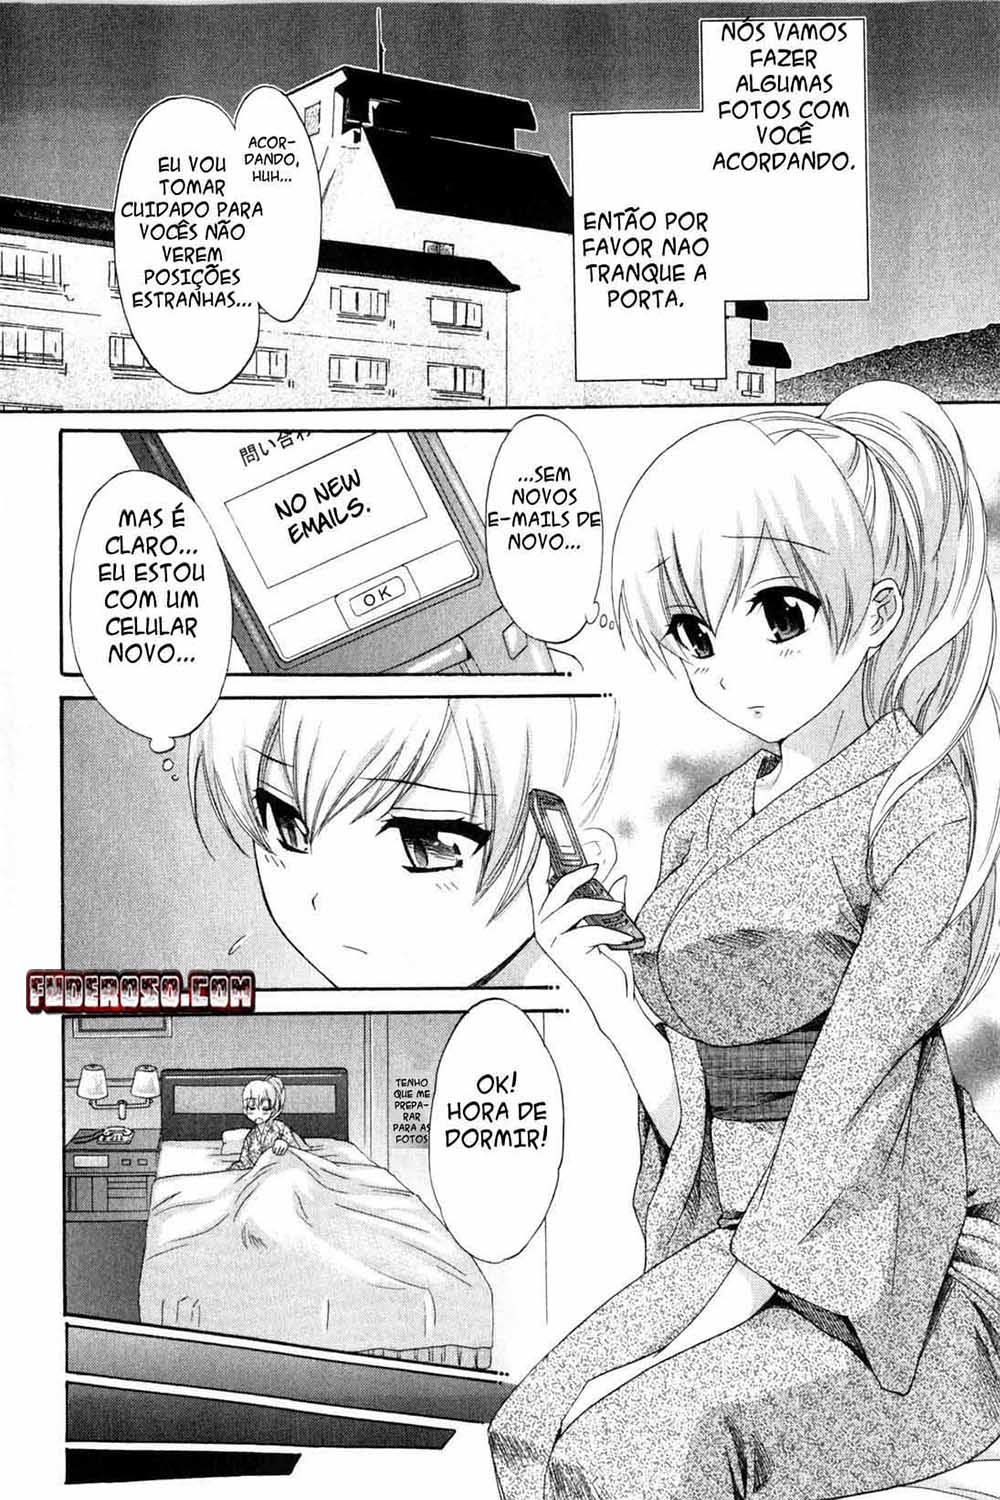 NÓS VAMOS
FAZER
ALGUMAS
FOTOS COM
VOCÊ
ACORDANDO.
ENTÃO POR
FAVOR NAO
TRANQUE A
PORTA.
ACOR-
DANDO,
HUH...
EU VOU
TOMAR
CUIDADO PARA
VOCÊS NÃO
VEREM
POSIÇÕES
ESTRANHAS...
...SEM
NOVOS
E-MAILS DE
NOVO...
問い合わ
NO NEW
EMAILS.
OK
MAS É
CLARO...
EU ESTOU
COM UM
CELULAR
NOVO...
FUDEROSO.COM
OK!
HORA DE
DORMIR!
TENHO
QUE ME
PREPA-
RAR
PARA AS
FOTOS